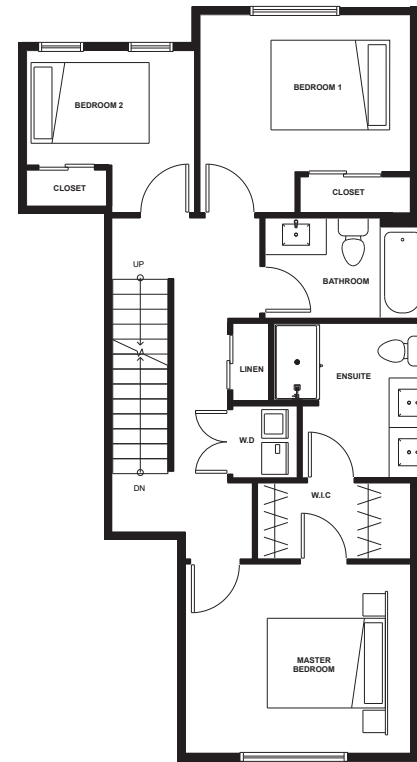 BEDROOM 1
BEDROOM 2
CLOSET
CLOSET
UP
BATHROOM
LINEN
ENSUITE
W.D
DN
W.I.C
MASTER
BEDROOM